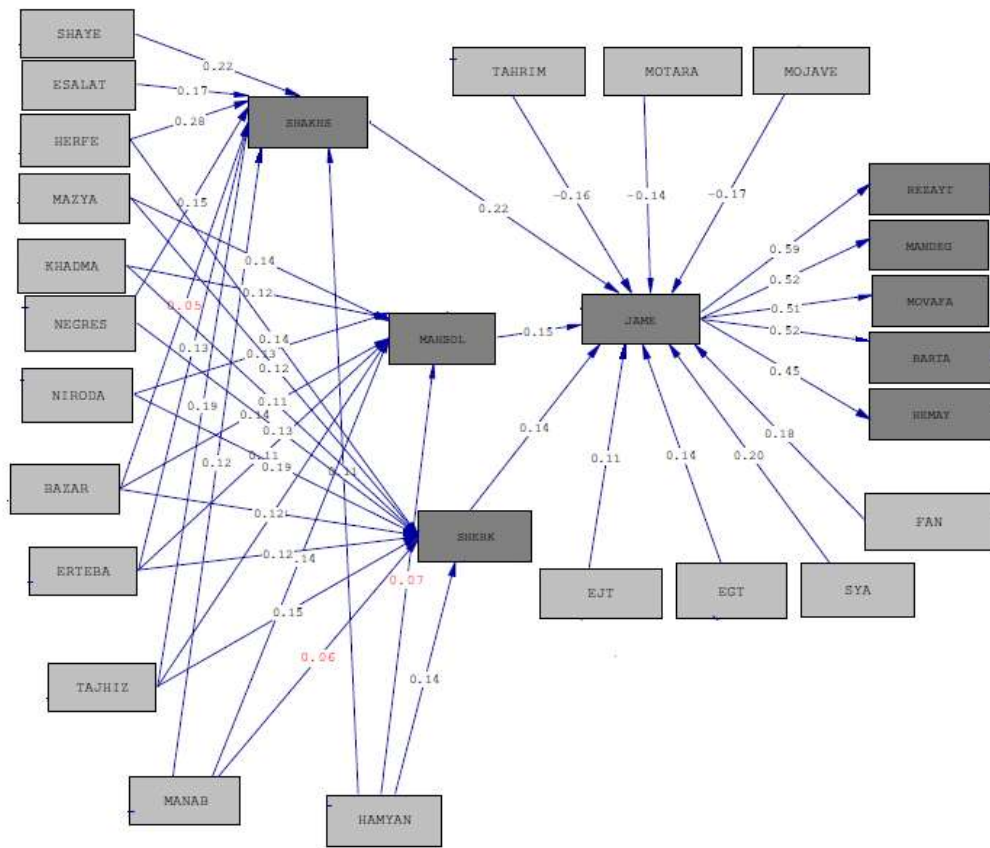 SHAYE
ESALAT
HERFE
MAZYA
KHADMA
NEGRES
NIRODA
BAZAR
ERTEBA
TAJHIZ
MANAB
HAMYAN
SHAKHS
MAHSOL
SHERK
TAHRIM
MOTARA
MOJAVE
JAME
EJT
EGT
SYA
FAN
REZAYT
MANDEG
MOVAFA
BARTA
HEMAY
0.22
0.17
0.28
0.15
0.05
0.13
0.19
0.12
0.11
0.14
0.12
0.13
0.14
0.11
0.12
0.14
0.07
0.14
0.12
0.11
0.13
0.19
0.12
0.12
0.15
0.06
0.14
0.22
0.15
0.14
-0.16
-0.14
-0.17
0.11
0.14
0.20
0.18
0.59
0.52
0.51
0.52
0.45